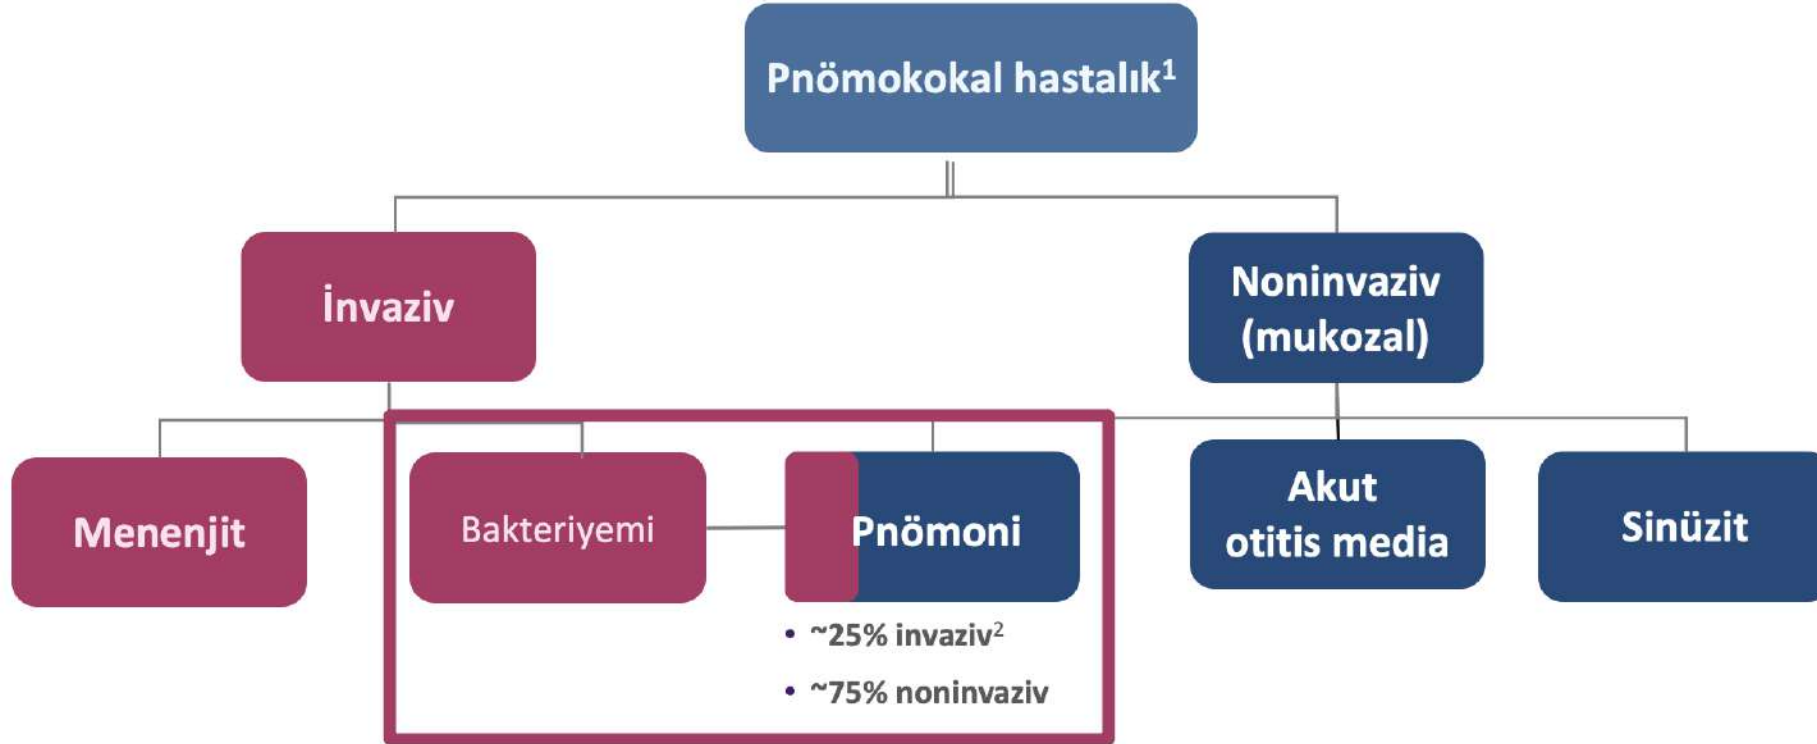 Pnömokokal hastalık¹
İnvaziv
Noninvaziv
(mukozal)
Menenjit
Bakteriyemi
Pnömoni
Akut
otitis media
Sinüzit
• ~25% invaziv²
• ~75% noninvaziv